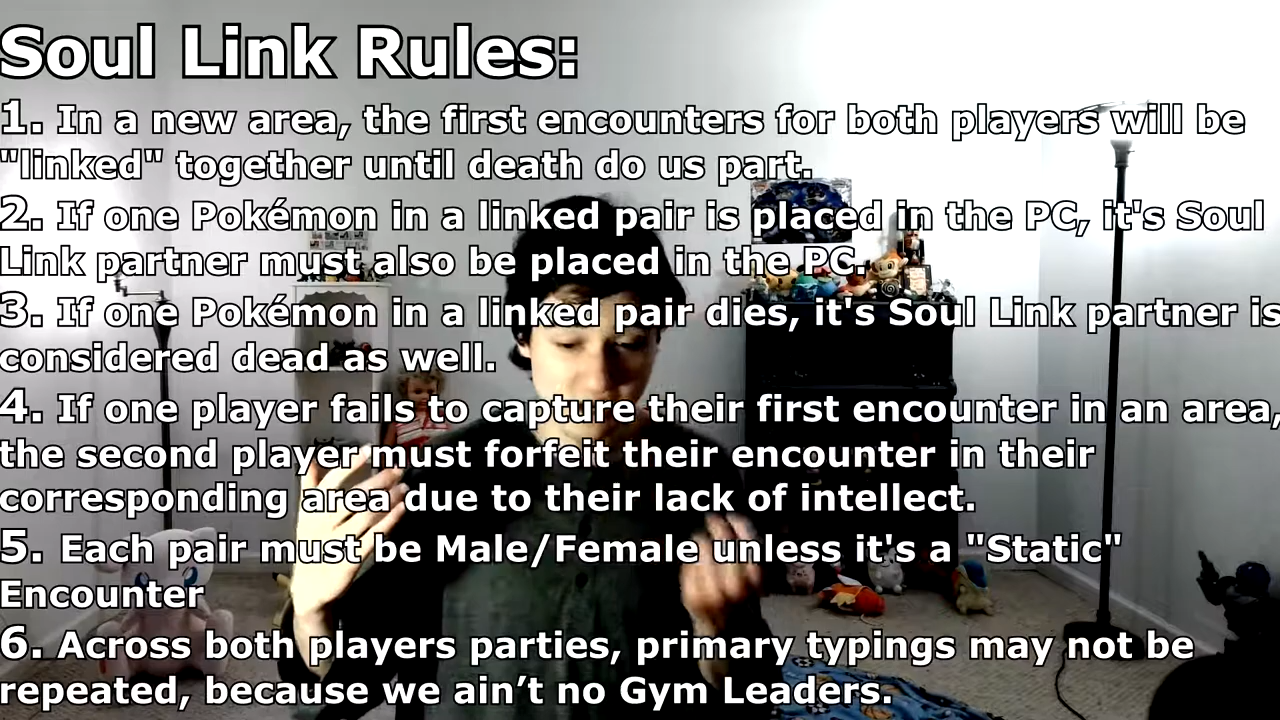 Soul Link Rules:
1. In a new area, the first encounters for both players will be
"linked" together until death do us part.
2. If one Pokémon in a linked pair is placed in the PC, it's Soul
Link partner must also be placed in the PC.
3. If one Pokémon in a linked pair dies, it's Soul Link partner is
considered dead as well.
4. If one player fails to capture their first encounter in an area,
the second player must forfeit their encounter in their
corresponding area due to their lack of intellect.
5. Each pair must be Male/Female unless it's a "Static"
Encounter
6. Across both players parties, primary typings may not be
repeated, because we ain’t no Gym Leaders.